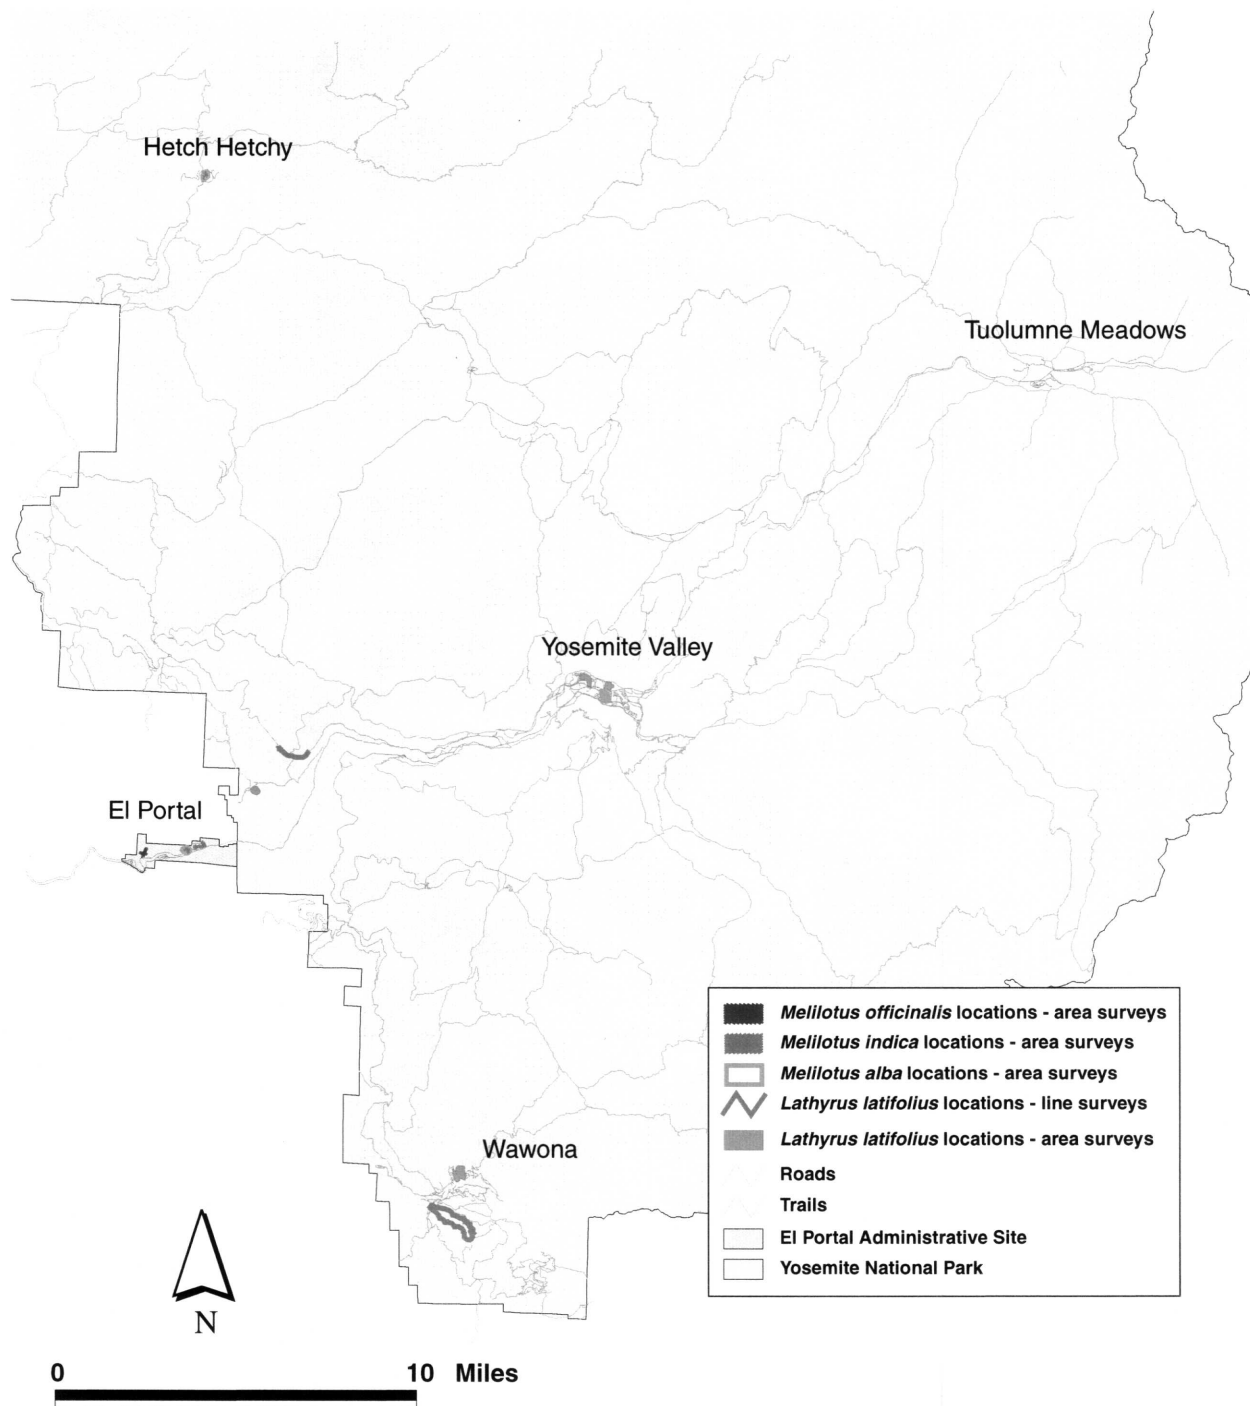 Hetch Hetchy
Tuolumne Meadows
Yosemite Valley
El Portal
Wawona
Melilotus officinalis locations - area surveys
Melilotus indica locations - area surveys
Melilotus alba locations - area surveys
Lathyrus latifolius locations - line surveys
Lathyrus latifolius locations - area surveys
Roads
Trails
El Portal Administrative Site
Yosemite National Park
N
0 10 Miles